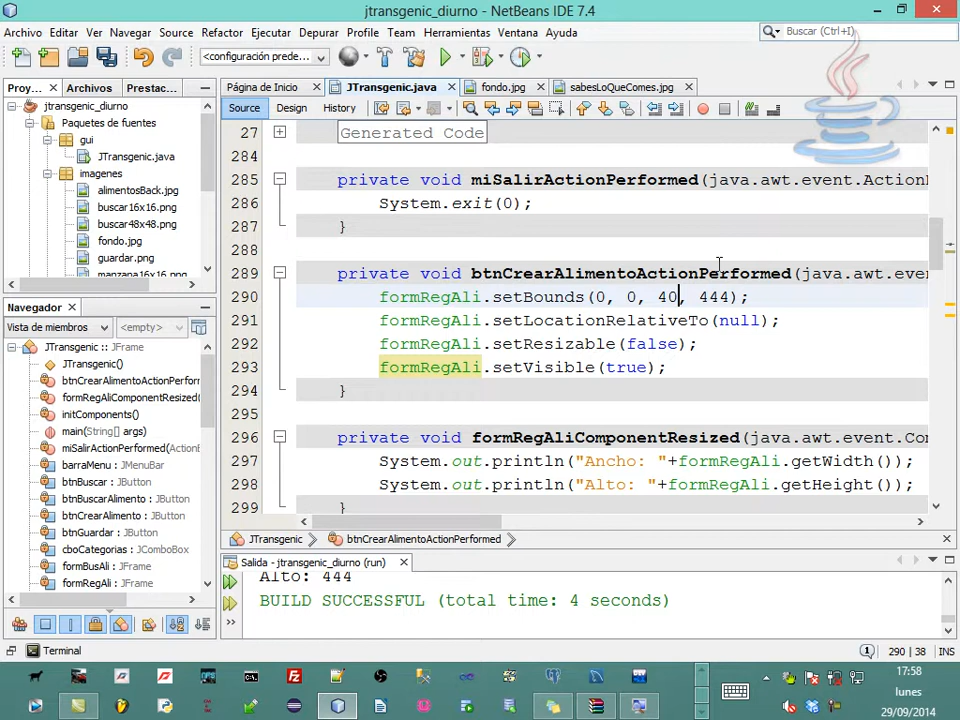 jtransgenic_diurno - NetBeans IDE 7.4
Archivo Editar Ver Navegar Source Refactor Ejecutar Depurar Profile Team Herramientas Ventana Ayuda
Buscar (Ctrl+I)
<configuración prede...
Proy... Archivos Prestac...
Página de Inicio JTransgenic.java fondo.jpg sabesLoQueComes.jpg
Source Design History
jtransgenic_diurno
Paquetes de fuentes
gui
JTransgenic.java
imagenes
alimentosBack.jpg
buscar16x16.png
buscar48x48.png
fondo.jpg
guardar.png
manzana16x16.png
27 Generated Code
284
285 private void miSalirActionPerformed(java.awt.event.ActionE
286 System.exit(0);
287 }
288
289 private void btnCrearAlimentoActionPerformed(java.awt.even
290 formRegAli.setBounds(0, 0, 40, 444);
291 formRegAli.setLocationRelativeTo(null);
292 formRegAli.setResizable(false);
293 formRegAli.setVisible(true);
294 }
295
296 private void formRegAliComponentResized(java.awt.event.Com
297 System.out.println("Ancho: "+formRegAli.getWidth());
298 System.out.println("Alto: "+formRegAli.getHeight());
}
Navegador
Vista de miembros <empty>
JTransgenic :: JFrame
JTransgenic()
btnCrearAlimentoActionPerform
formRegAliComponentResized(
initComponents()
main(String[] args)
miSalirActionPerformed(ActionE
barraMenu : JMenuBar
btnBuscar : JButton
btnBuscarAlimento : JButton
btnCrearAlimento : JButton
btnGuardar : JButton
cboCategorias : JComboBox
formBusAli : JFrame
formRegAli : JFrame
JTransgenic btnCrearAlimentoActionPerformed
Salida - jtransgenic_diurno (run)
Alto: 444
BUILD SUCCESSFUL (total time: 4 seconds)
Terminal
1 290 | 38 INS
17:58
lunes
29/09/2014